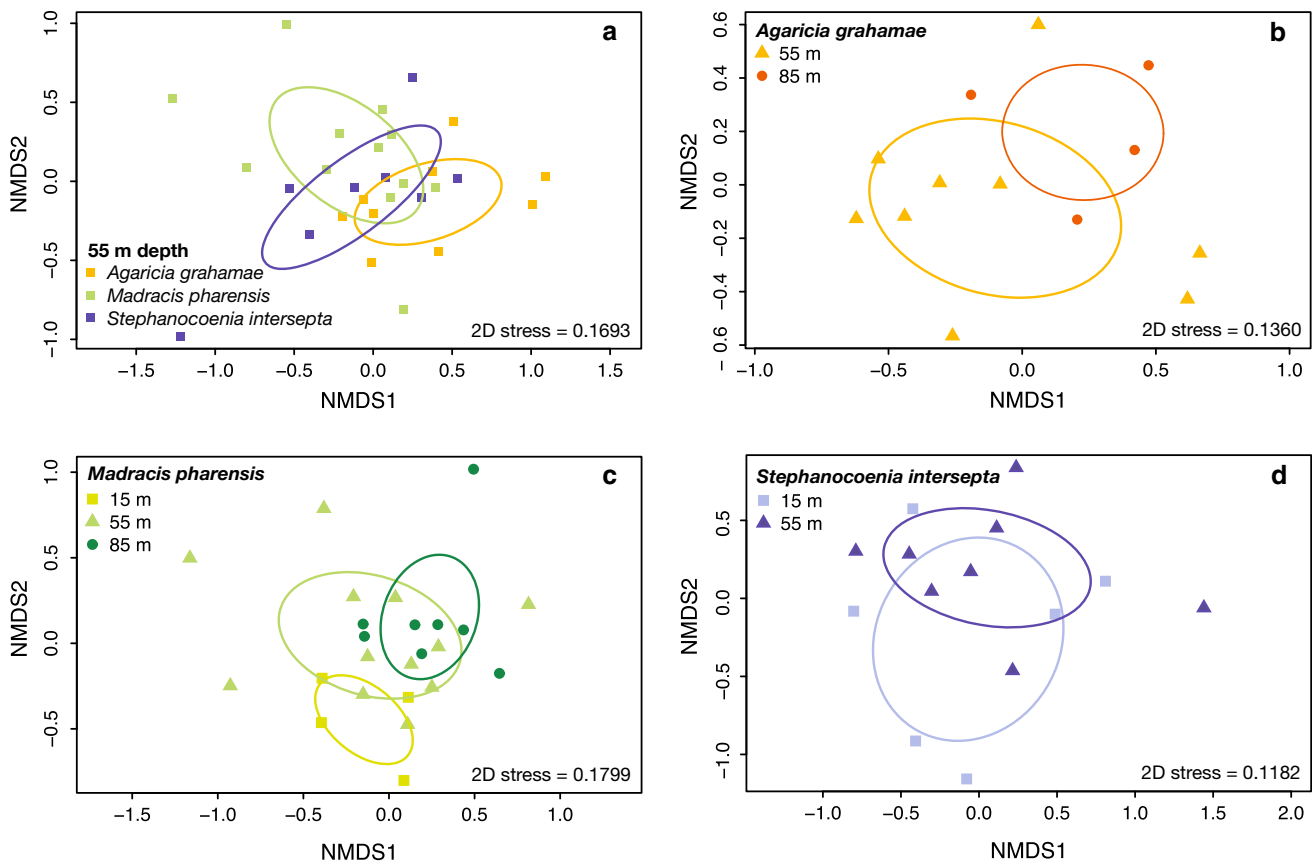 a
1.0
0.5
0.0
−0.5
−1.0
NMDS2
55 m depth
Agaricia grahamae
Madracis pharensis
Stephanocoenia intersepta
2D stress = 0.1693
−1.5 −1.0 −0.5 0.0 0.5 1.0 1.5
NMDS1
b
Agaricia grahamae
55 m
85 m
0.6
0.4
0.2
0.0
−0.2
−0.4
−0.6
NMDS2
2D stress = 0.1360
−1.0 −0.5 0.0 0.5 1.0
NMDS1
c
Madracis pharensis
15 m
55 m
85 m
1.0
0.5
0.0
−0.5
NMDS2
2D stress = 0.1799
−1.5 −1.0 −0.5 0.0 0.5 1.0
NMDS1
d
Stephanocoenia intersepta
15 m
55 m
0.5
0.0
−0.5
−1.0
NMDS2
2D stress = 0.1182
−1.0 −0.5 0.0 0.5 1.0 1.5 2.0
NMDS1